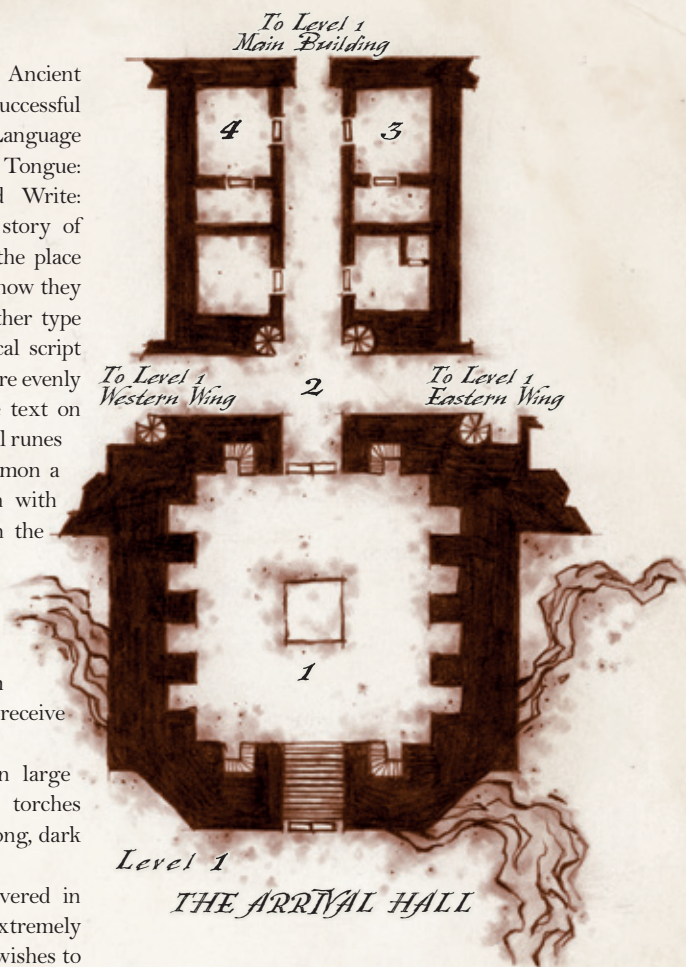 Ancient
uccessful
Language
Tongue:
d Write:
story of
the place
how they
ther type
cal script
re evenly
e text on
l runes
mon a
n with
n the
n
receive
n large
torches
ong, dark
vered in
xtremely
wishes to
To Level 1
Main Building
4
3
To Level 1
Western Wing
2
To Level 1
Eastern Wing
1
Level 1
THE ARRIVAL HALL